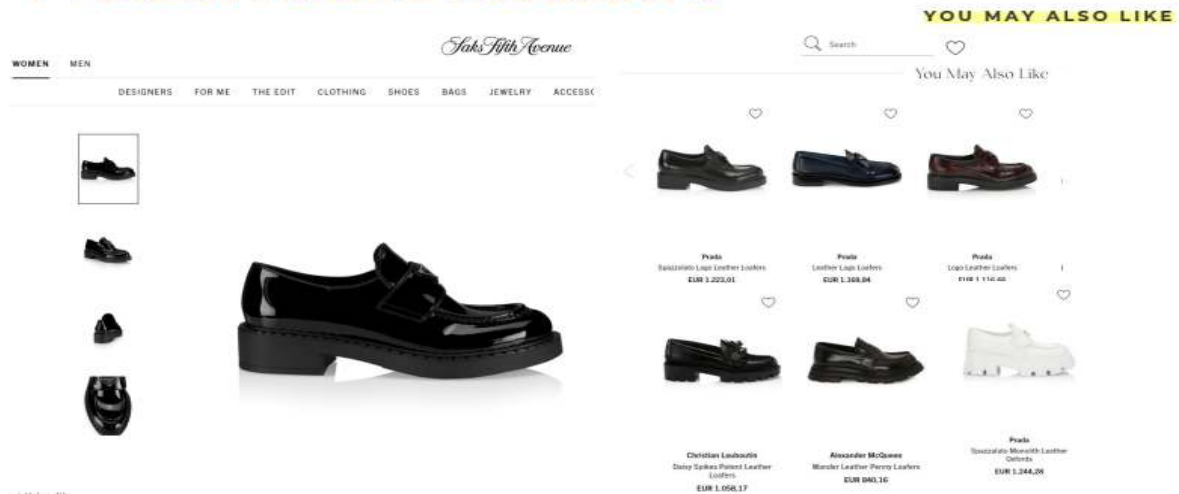 YOU MAY ALSO LIKE
Saks Fifth Avenue
Search
WOMEN MEN
You May Also Like
DESIGNERS FOR ME THE EDIT CLOTHING SHOES BAGS JEWELRY
Prada
Spazzolato Logo Leather Loafers
EUR 1.223,01
Prada
Leather Logo Loafers
EUR 1.369,84
Prada
Logo Leather Loafers
Christian Louboutin
Daisy Spikes Patent Leather
Loafers
EUR 1.058,17
Alexander McQueen
Wander Leather Penny Loafers
EUR 840,16
Prada
Spazzolato Monolith Leather
Oxfords
EUR 1.244,28